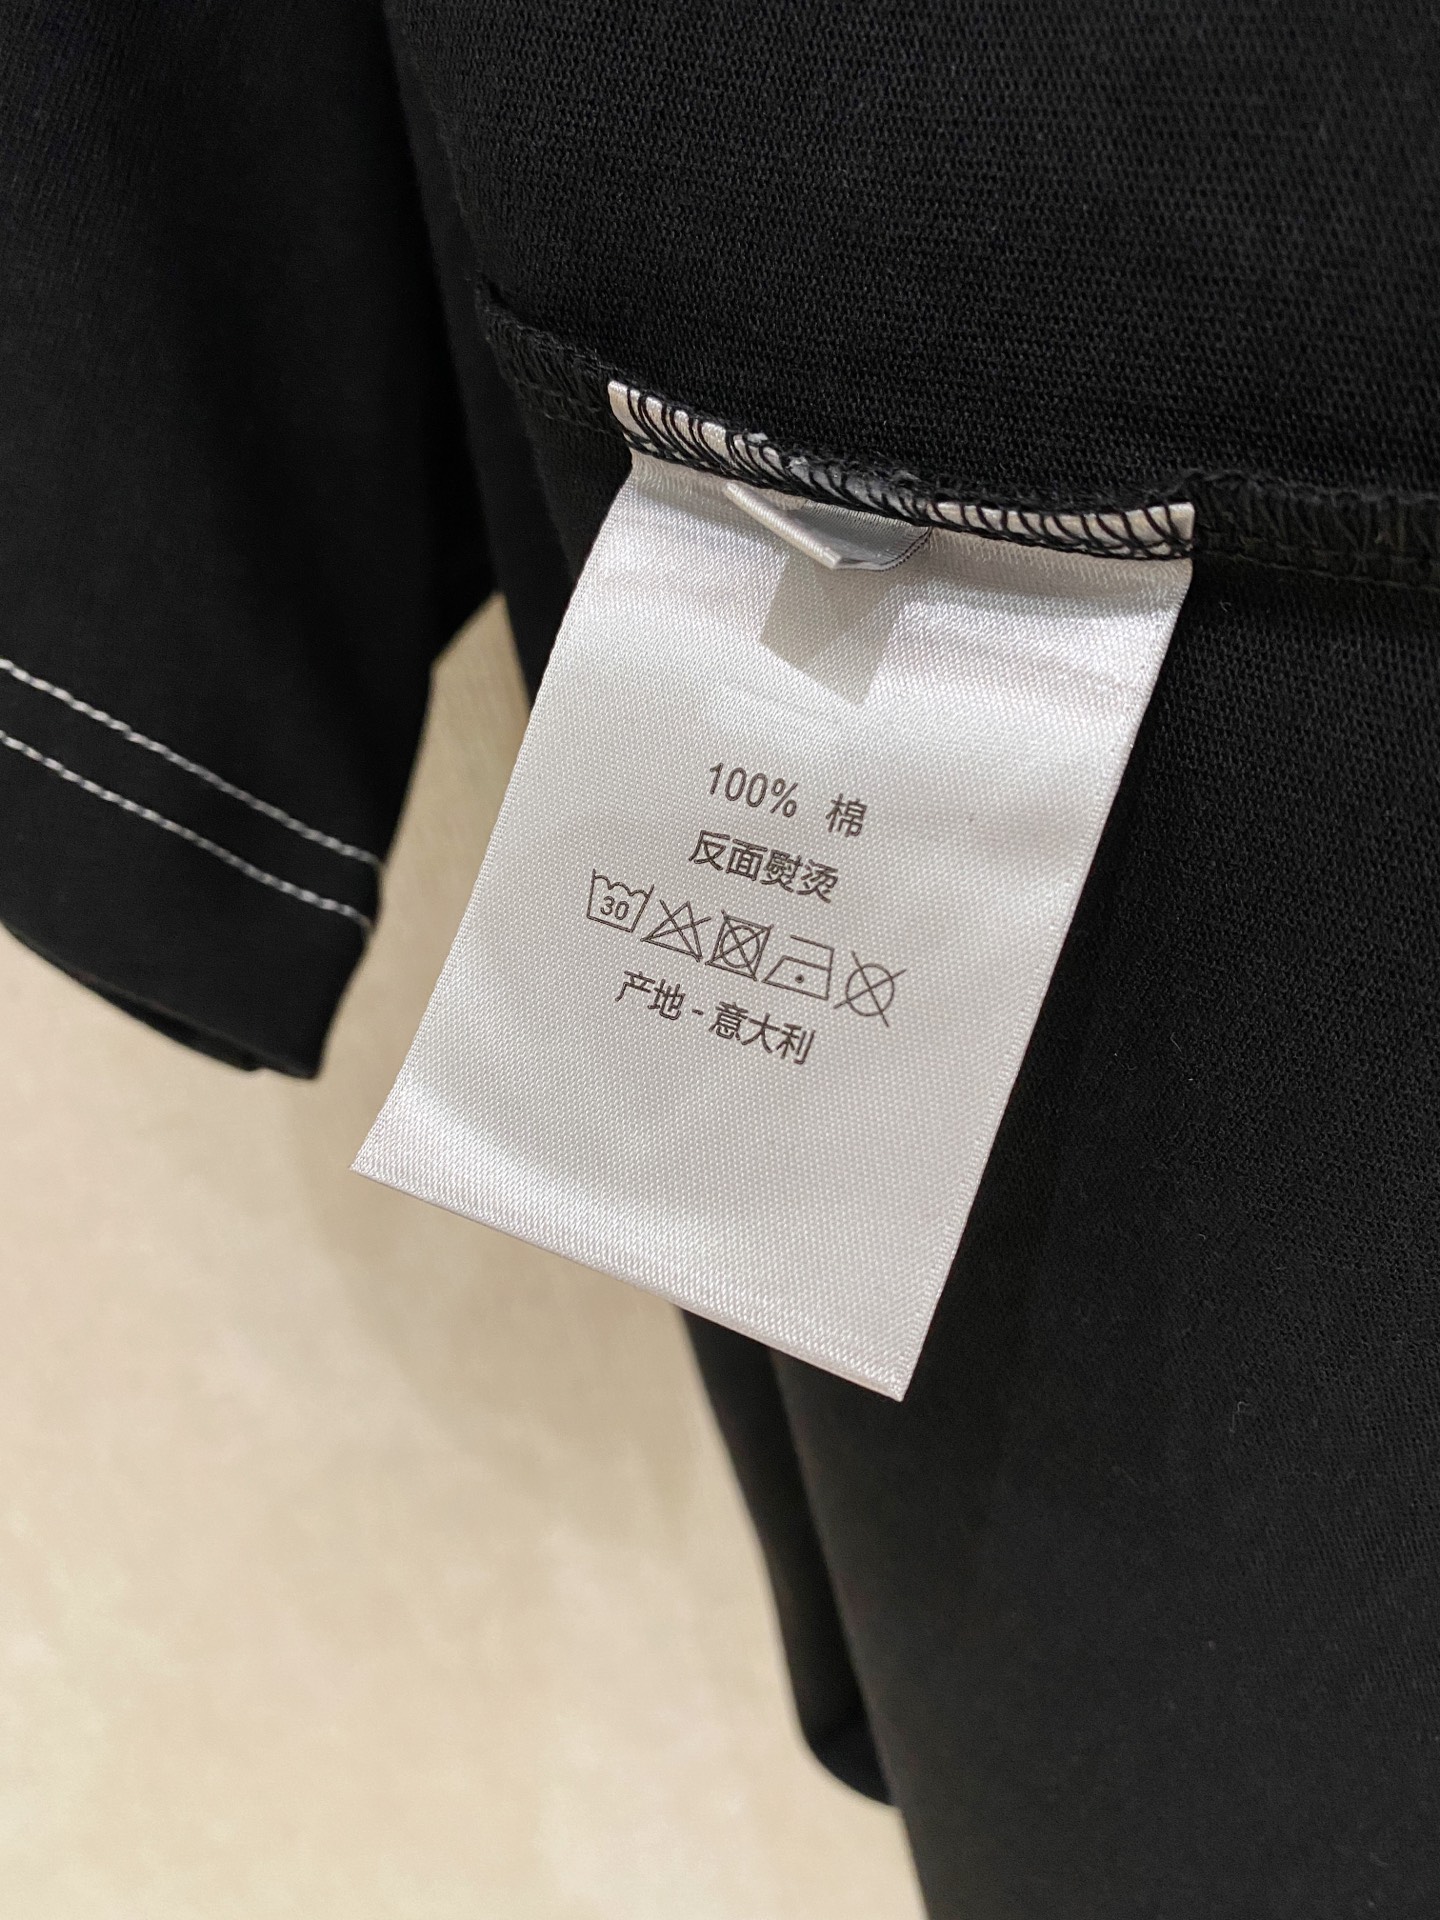 100% 棉
反面熨烫
30
产地 - 意大利